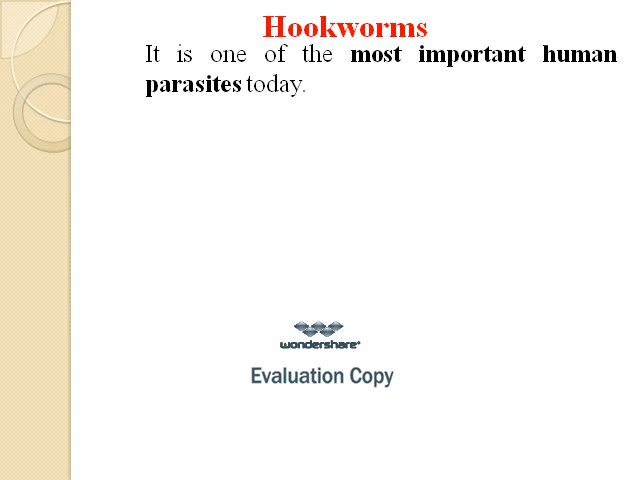 Hookworms
It is one of the most important human
parasites today.
wondershare
Evaluation Copy